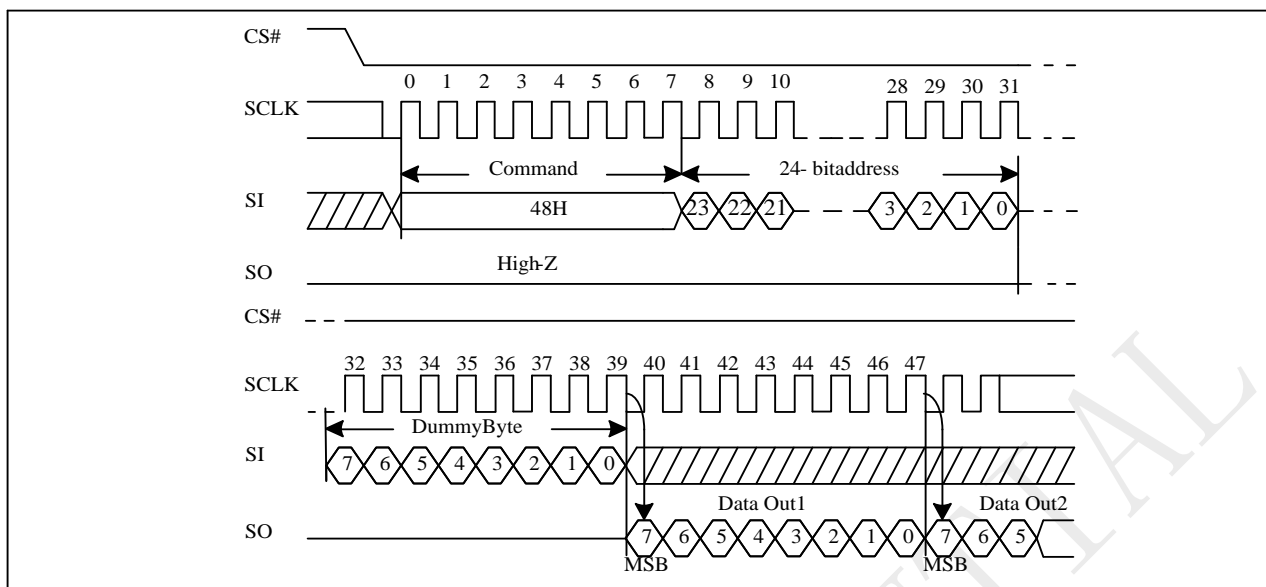 CS#
0 1 2 3 4 5 6 7 8 9 10 28 29 30 31
SCLK
Command 24- bitaddress
SI 48H 23 22 21 3 2 1 0
High-Z
SO
CS#
32 33 34 35 36 37 38 39 40 41 42 43 44 45 46 47
SCLK
DummyByte
SI 7 6 5 4 3 2 1 0
Data Out1 Data Out2
SO 7 6 5 4 3 2 1 0 7 6 5
MSB MSB